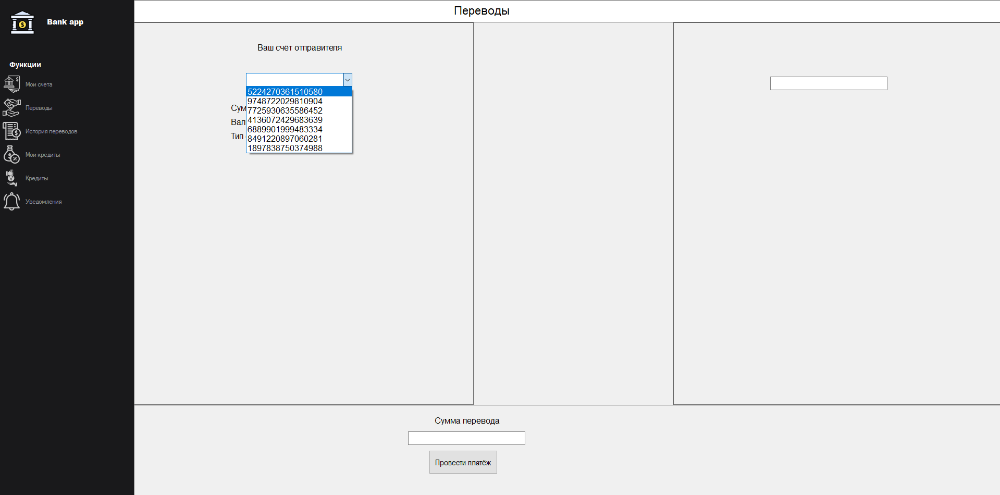 Bank app
Функции
Мои счета
Переводы
История переводов
Мои кредиты
Кредиты
Уведомления
Переводы
Ваш счёт отправителя
5224270361510580
9748722029810904
7725930635586452
4136072429683639
6889901999483334
8491220897060281
1897838750374988
Сум
Вал
Тип
Сумма перевода
Провести платёж